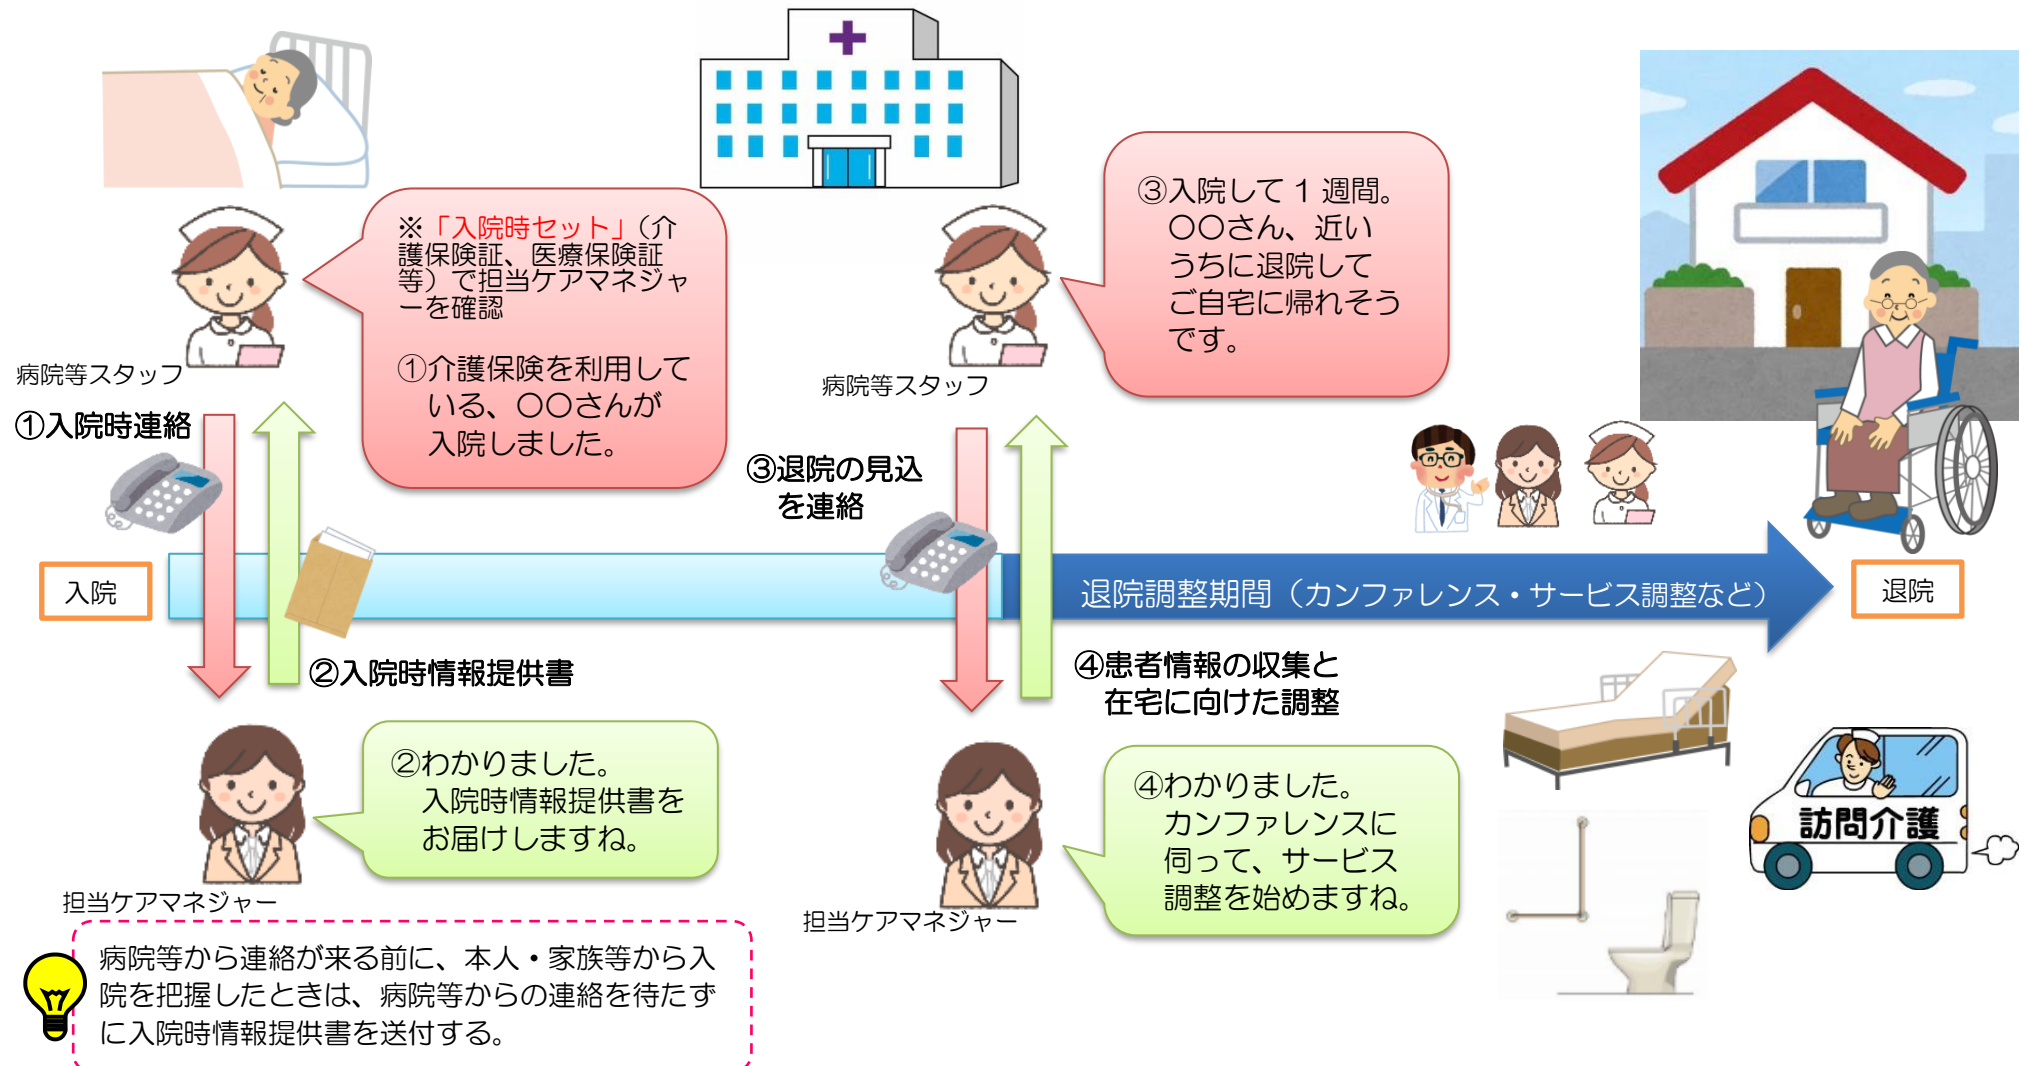 ※「入院時セット」（介
護保険証、医療保険証
等）で担当ケアマネジャ
ーを確認
①介護保険を利用して
いる、〇〇さんが
入院しました。
病院等スタッフ
①入院時連絡
③入院して 1 週間。
〇〇さん、近い
うちに退院して
ご自宅に帰れそう
です。
病院等スタッフ
③退院の見込
を連絡
入院
退院調整期間（カンファレンス・サービス調整など）
退院
②入院時情報提供書
④患者情報の収集と
在宅に向けた調整
②わかりました。
入院時情報提供書を
お届けしますね。
担当ケアマネジャー
④わかりました。
カンファレンスに
伺って、サービス
調整を始めますね。
担当ケアマネジャー
訪問介護
病院等から連絡が来る前に、本人・家族等から入
院を把握したときは、病院等からの連絡を待たず
に入院時情報提供書を送付する。